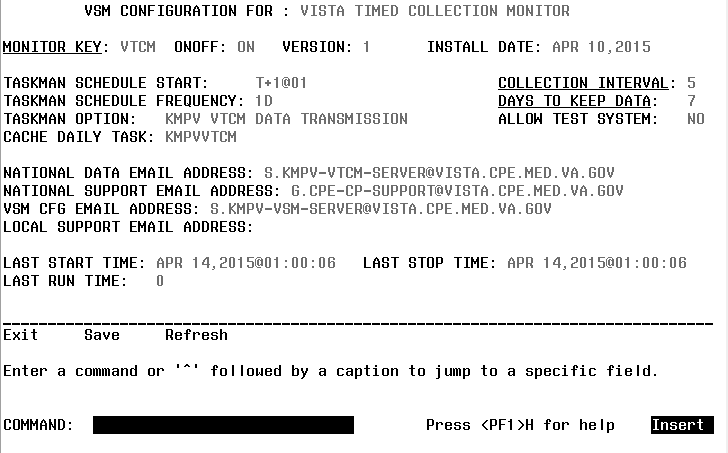 VSM CONFIGURATION FOR : VISTA TIMED COLLECTION MONITOR
MONITOR KEY: VTCM ONOFF: ON VERSION: 1 INSTALL DATE: APR 10,2015
TASKMAN SCHEDULE START: T+1@01 COLLECTION INTERVAL: 5
TASKMAN SCHEDULE FREQUENCY: 1D DAYS TO KEEP DATA: 7
TASKMAN OPTION: KMPV VTCM DATA TRANSMISSION ALLOW TEST SYSTEM: NO
CACHE DAILY TASK: KMPVVTCM
NATIONAL DATA EMAIL ADDRESS: S.KMPV-VTCM-SERVER@VISTA.CPE.MED.VA.GOV
NATIONAL SUPPORT EMAIL ADDRESS: G.CPE-CP-SUPPORT@VISTA.CPE.MED.VA.GOV
VSM CFG EMAIL ADDRESS: S.KMPV-VSM-SERVER@VISTA.CPE.MED.VA.GOV
LOCAL SUPPORT EMAIL ADDRESS:
LAST START TIME: APR 14,2015@01:00:06 LAST STOP TIME: APR 14,2015@01:00:06
LAST RUN TIME: 0
Exit Save Refresh
Enter a command or '^' followed by a caption to jump to a specific field.
COMMAND: Press <PF1>H for help Insert